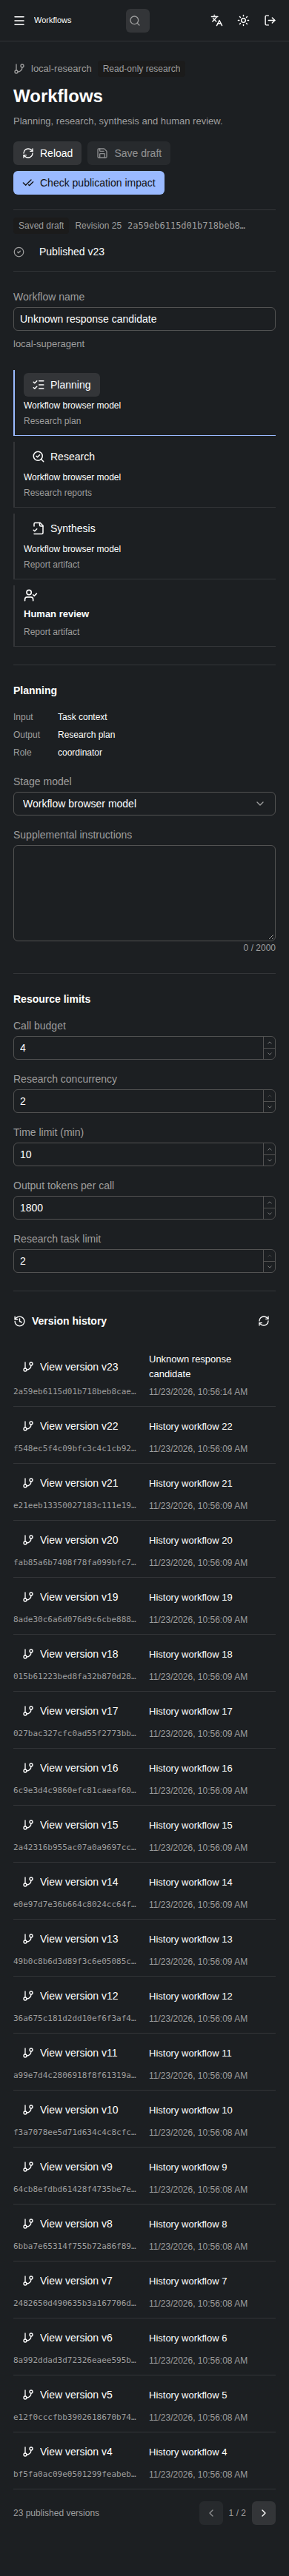 Workflows
local-research Read-only research
Workflows
Planning, research, synthesis and human review.
Reload Save draft
Check publication impact
Saved draft Revision 25 2a59eb6115d01b718beb8…
Published v23
Workflow name
Unknown response candidate
local-superagent
Planning
Workflow browser model
Research plan
Research
Workflow browser model
Research reports
Synthesis
Workflow browser model
Report artifact
Human review
Report artifact
Planning
Input Task context
Output Research plan
Role coordinator
Stage model
Workflow browser model
Supplemental instructions
0 / 2000
Resource limits
Call budget
4
Research concurrency
2
Time limit (min)
10
Output tokens per call
1800
Research task limit
2
Version history
View version v23 Unknown response candidate
2a59eb6115d01b718beb8cae… 11/23/2026, 10:56:14 AM
View version v22 History workflow 22
f548ec5f4c09bfc3c4c1cb92… 11/23/2026, 10:56:09 AM
View version v21 History workflow 21
e21eeb13350027183c111e19… 11/23/2026, 10:56:09 AM
View version v20 History workflow 20
fab85a6b7408f78fa099bfc7… 11/23/2026, 10:56:09 AM
View version v19 History workflow 19
8ade30c6a6d076d9c6cbe888… 11/23/2026, 10:56:09 AM
View version v18 History workflow 18
015b61223bed8fa32b870d28… 11/23/2026, 10:56:09 AM
View version v17 History workflow 17
027bac327cfc0ad55f2773bb… 11/23/2026, 10:56:09 AM
View version v16 History workflow 16
6c9e3d4c9860efc81caeaf60… 11/23/2026, 10:56:09 AM
View version v15 History workflow 15
2a42316b955ac07a0a9697cc… 11/23/2026, 10:56:09 AM
View version v14 History workflow 14
e0e97d7e36b664c8024cc64f… 11/23/2026, 10:56:09 AM
View version v13 History workflow 13
49b0c8b6d3d89f3c6e05085c… 11/23/2026, 10:56:09 AM
View version v12 History workflow 12
36a675c181d2dd10ef6f3af4… 11/23/2026, 10:56:09 AM
View version v11 History workflow 11
a99e7d4c2806918f8f61319a… 11/23/2026, 10:56:09 AM
View version v10 History workflow 10
f3a7078ee5d71d634c4c8cfc… 11/23/2026, 10:56:08 AM
View version v9 History workflow 9
64cb8efdbd61428f4735be7e… 11/23/2026, 10:56:08 AM
View version v8 History workflow 8
6bba7e65314f755b72a86f89… 11/23/2026, 10:56:08 AM
View version v7 History workflow 7
2482650d490635b3a167706d… 11/23/2026, 10:56:08 AM
View version v6 History workflow 6
8a992ddad3d72326eaee595b… 11/23/2026, 10:56:08 AM
View version v5 History workflow 5
e12f0cccfbb3902618670b74… 11/23/2026, 10:56:08 AM
View version v4 History workflow 4
bf5fa0ac09e0501299feabeb… 11/23/2026, 10:56:08 AM
23 published versions 1 / 2